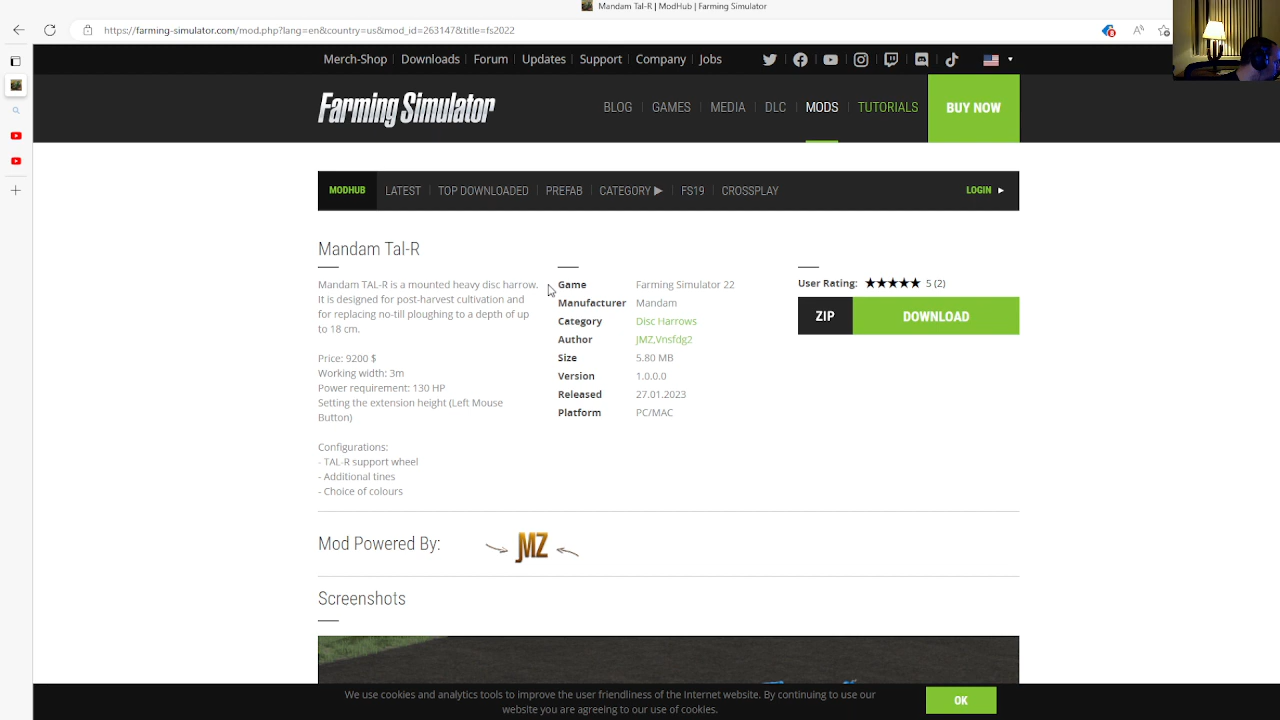 Mandam Tal-R | ModHub | Farming Simulator
https://farming-simulator.com/mod.php?lang=en&country=us&mod_id=263147&title=fs2022
Merch-Shop Downloads Forum Updates Support Company Jobs
Farming Simulator
BLOG GAMES MEDIA DLC MODS TUTORIALS BUY NOW
MODHUB LATEST TOP DOWNLOADED PREFAB CATEGORY ▶ FS19 CROSSPLAY LOGIN ▶
Mandam Tal-R
Mandam TAL-R is a mounted heavy disc harrow.
It is designed for post-harvest cultivation and
for replacing no-till ploughing to a depth of up
to 18 cm.
Price: 9200 $
Working width: 3m
Power requirement: 130 HP
Setting the extension height (Left Mouse
Button)
Configurations:
- TAL-R support wheel
- Additional tines
- Choice of colours
Game Farming Simulator 22
Manufacturer Mandam
Category Disc Harrows
Author JMZ,Vnsfdg2
Size 5.80 MB
Version 1.0.0.0
Released 27.01.2023
Platform PC/MAC
User Rating: ★★★★★ 5 (2)
ZIP DOWNLOAD
Mod Powered By: JMZ
Screenshots
We use cookies and analytics tools to improve the user friendliness of the Internet website. By continuing to use our
website you are agreeing to our use of cookies.
OK